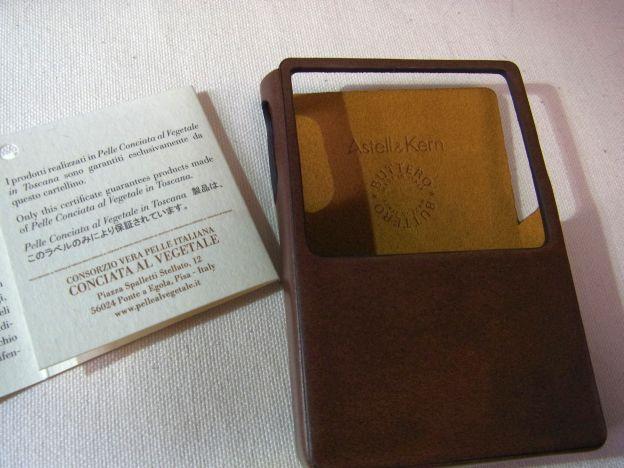 I prodotti realizzati in Pelle Conciata al Vegetale
in Toscana sono garantiti esclusivamente da
questo cartellino.
Only this certificate guarantees products made
of Pelle Conciata al Vegetale in Toscana.
Pelle Conciata al Vegetale in Toscana 製品は、
このラベルのみにより保証されています。
CONSORZIO VERA PELLE ITALIANA
CONCIATA AL VEGETALE
Piazza Spalletti Stellato, 12
56024 Ponte a Egola, Pisa - Italy
www.pellealvegetale.it
Astell&Kern
BUTTERO
BUTTERO